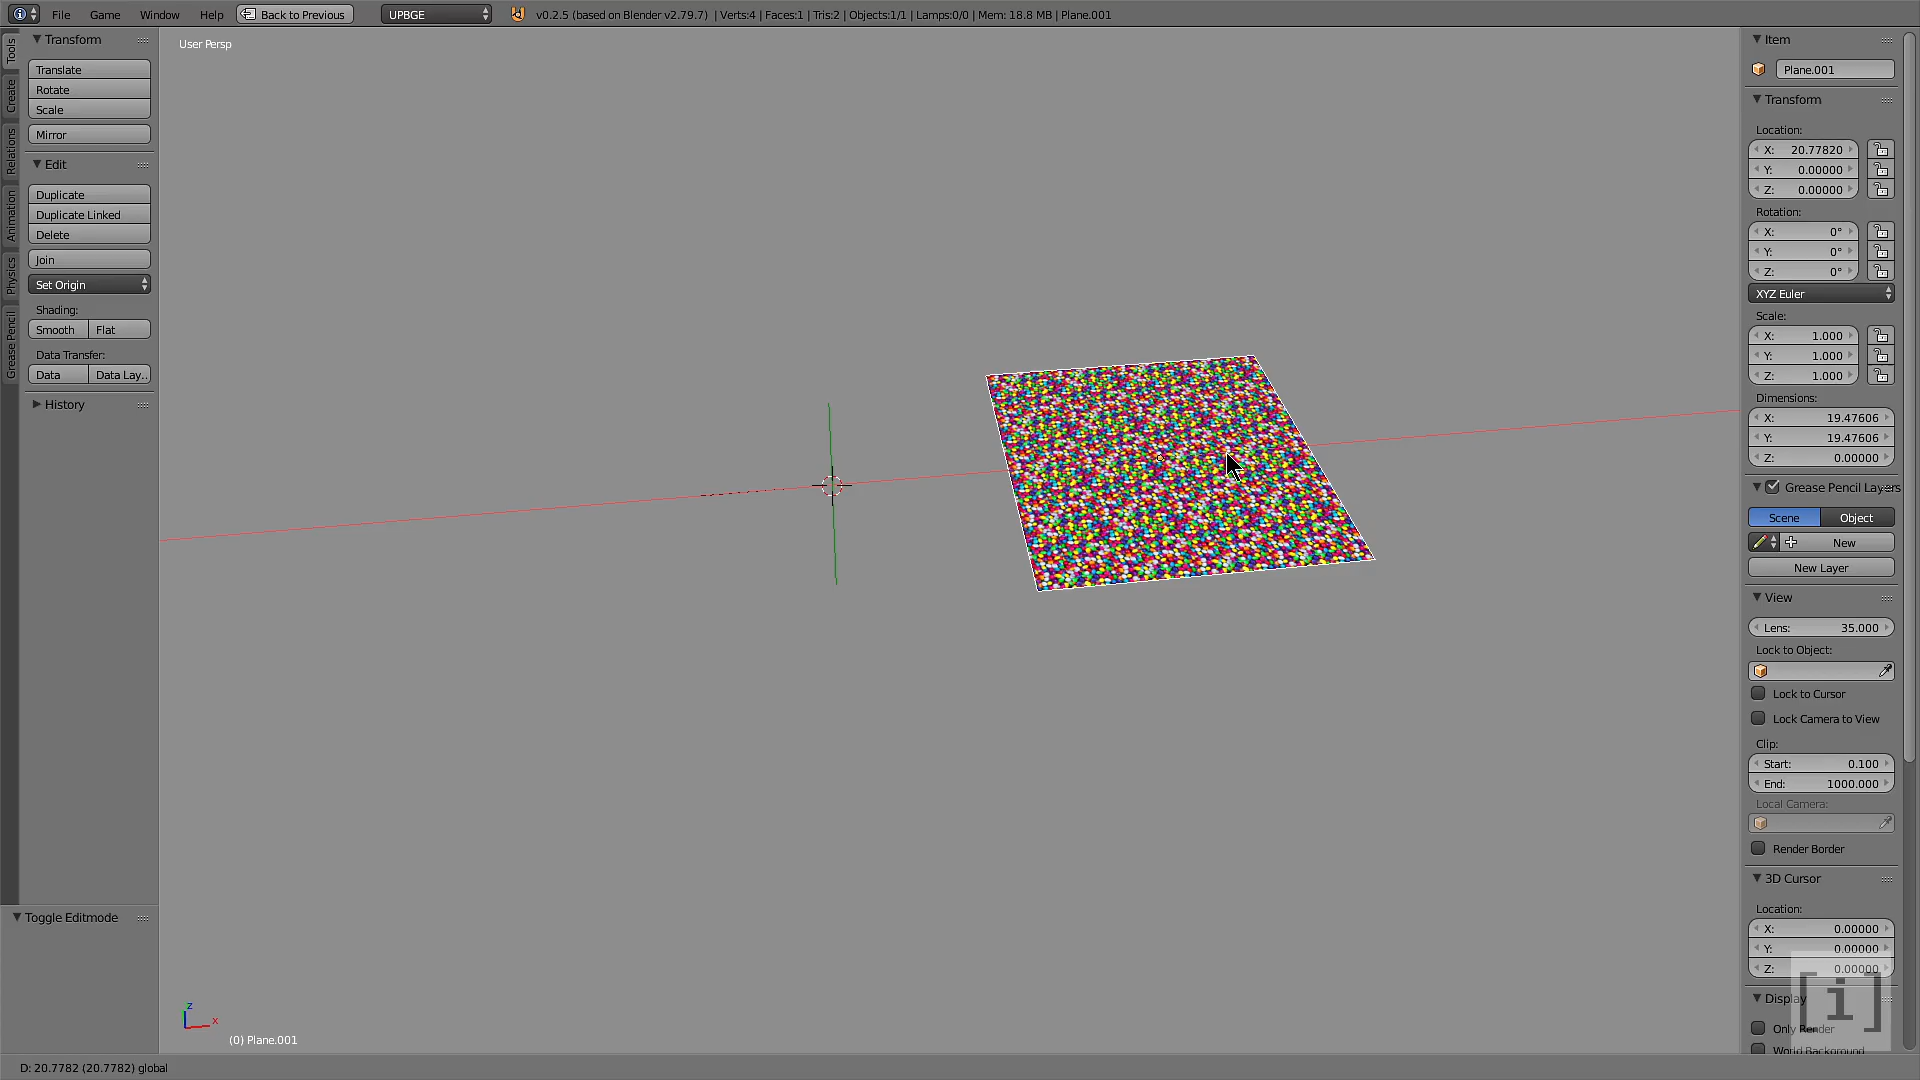 File Game Window Help Back to Previous UPBGE v0.2.5 (based on Blender v2.79.7) | Verts:4 | Faces:1 | Tris:2 | Objects:1/1 | Lamps:0/0 | Mem: 18.8 MB | Plane.001
Tools
Create
Relations
Animation
Physics
Grease Pencil
Transform
Translate
Rotate
Scale
Mirror
Edit
Duplicate
Duplicate Linked
Delete
Join
Set Origin
Shading:
Smooth Flat
Data Transfer:
Data Data Lay..
History
Toggle Editmode
User Persp
z
x
(0) Plane.001
Item
Plane.001
Transform
Location:
X: 20.77820
Y: 0.00000
Z: 0.00000
Rotation:
X: 0°
Y: 0°
Z: 0°
XYZ Euler
Scale:
X: 1.000
Y: 1.000
Z: 1.000
Dimensions:
X: 19.47606
Y: 19.47606
Z: 0.00000
Grease Pencil Layers
Scene Object
New
New Layer
View
Lens: 35.000
Lock to Object:
Lock to Cursor
Lock Camera to View
Clip:
Start: 0.100
End: 1000.000
Local Camera:
Render Border
3D Cursor
Location:
X: 0.00000
Y: 0.00000
Z: 0.00000
Display
Only Render
World Background
[i]
D: 20.7782 (20.7782) global